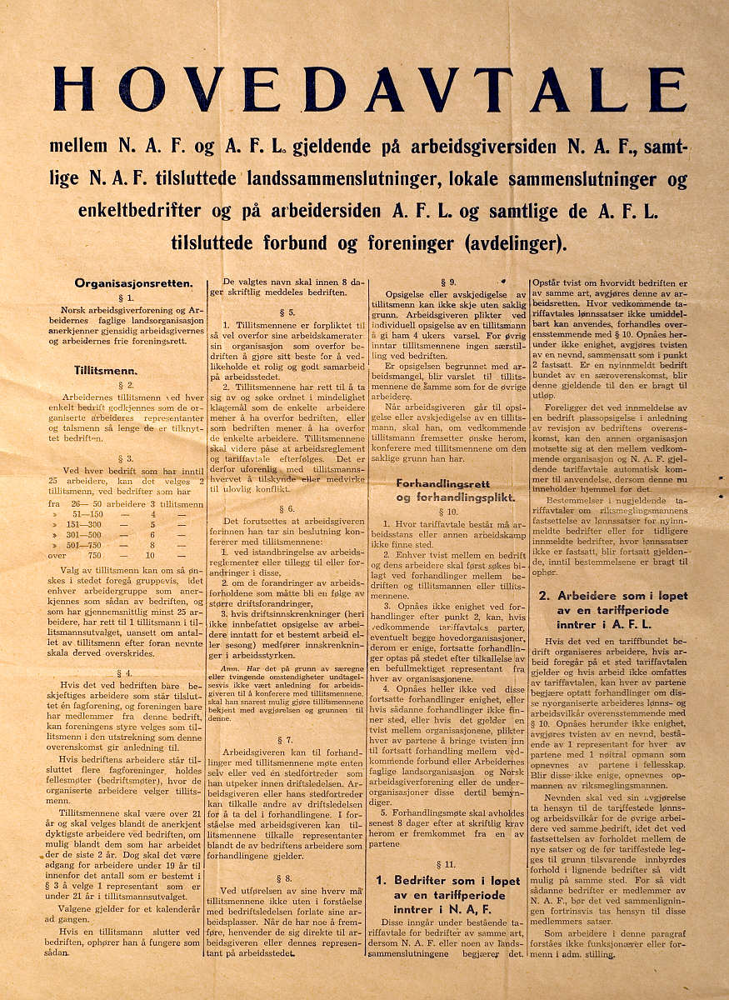 HOVEDAVTALE
mellem N. A. F. og A. F. L. gjeldende på arbeidsgiversiden N. A. F., samt-
lige N. A. F. tilsluttede landssammenslutninger, lokale sammenslutninger og
enkeltbedrifter og på arbeidersiden A. F. L. og samtlige de A. F. L.
tilsluttede forbund og foreninger (avdelinger).
Organisasjonsretten.
§ 1.
Norsk arbeidsgiverforening og Ar-
beidernes faglige landsorganisasjon
anerkjenner gjensidig arbeidsgivernes
og arbeidernes frie foreningsrett.
Tillitsmenn.
§ 2.
Arbeidernes tillitsmenn ved hver
enkelt bedrift godkjennes som de or-
ganiserte arbeideres representanter
og talsmenn så lenge de er tilknyt-
tet bedriften.
§ 3.
Ved hver bedrift som har inntil
25 arbeidere, kan det velges 2
tillitsmenn, ved bedrifter som har
fra 26— 50 arbeidere 3 tillitsmenn
» 51—150 — 4 —
» 151—300 — 5 —
» 301—500 — 6 —
» 501—750 — 8 —
over 750 — 10 —
Valg av tillitsmenn kan om så øn-
skes i stedet foregå gruppevis, idet
enhver arbeidergruppe som aner-
kjennes som sådan av bedriften, og
som har gjennemsnittlig minst 25 ar-
beidere, har rett til 1 tillitsmann i til-
litsmannsutvalget, uansett om antal-
let av tillitsmenn efter foran nevnte
skala derved overskrides.
§ 4.
Hvis det ved bedriften bare be-
skjeftiges arbeidere som står tilslut-
tet én fagforening, og foreningen bare
har medlemmer fra denne bedrift,
kan foreningens styre velges som til-
litsmenn i den utstrekning som denne
overenskomst gir anledning til.
Hvis bedriftens arbeidere står til-
sluttet flere fagforeninger, holdes
fellesmøter (bedriftsmøter), hvor de
organiserte arbeidere velger tillits-
menn.
Tillitsmennene skal være over 21
år og skal velges blandt de anerkjent
dyktigste arbeidere ved bedriften, om
mulig blandt dem som har arbeidet
der de siste 2 år. Dog skal det være
adgang for arbeidere under 19 år til
innenfor det antall som er bestemt i
§ 3 å velge 1 representant som er
under 21 år i tillitsmannsutvalget.
Valgene gjelder for et kalenderår
ad gangen.
Hvis en tillitsmann slutter ved
bedriften, ophører han å fungere som
sådan.
De valgtes navn skal innen 8 da-
ger skriftlig meddeles bedriften.
§ 5.
1. Tillitsmennene er forpliktet til
så vel overfor sine arbeidskamerater
sin organisasjon som overfor be-
driften å gjøre sitt beste for å ved-
likeholde et rolig og godt samarbeid
på arbeidsstedet.
2. Tillitsmennene har rett til å ta
sig av og søke ordnet i mindelighet
klagemål som de enkelte arbeidere
mener å ha overfor bedriften, eller
som bedriften mener å ha overfor
de enkelte arbeidere. Tillitsmennene
skal videre påse at arbeidsreglement
og tariffavtale efterfølges. Det er
derfor uforenlig med tillitsmanns-
hvervet å tilskynde eller medvirke
til ulovlig konflikt.
§ 6.
Det forutsettes at arbeidsgiveren
forinnen han tar sin beslutning kon-
fererer med tillitsmennene:
1. ved istandbringelse av arbeids-
reglementer eller tillegg til eller for-
andringer i disse,
2. om de forandringer av arbeids-
forholdene som måtte bli en følge av
større driftsforandringer,
3. hvis driftsinnskrenkninger (heri
ikke innbefattet opsigelse av arbei-
dere inntatt for et bestemt arbeid el-
ler sesong) medfører innskrenknin-
ger i arbeidsstyrken.
Anm. Har det på grunn av særegne
eller tvingende omstendigheter undtagel-
sesvis ikke vært anledning for arbeids-
giveren til å konferere med tillitsmennene,
skal han snarest mulig gjøre tillitsmennene
bekjent med avgjørelsen og grunnen til
denne.
§ 7.
Arbeidsgiveren kan til forhand-
linger med tillitsmennene møte enten
selv eller ved én stedfortreder som
han utpeker innen driftsledelsen. Ar-
beidsgiveren eller hans stedfortreder
kan tilkalle andre av driftsledelsen
for å ta del i forhandlingene. I for-
ståelse med arbeidsgiveren kan til-
litsmennene tilkalle representanter
blandt de av bedriftens arbeidere som
forhandlingene gjelder.
§ 8.
Ved utførelsen av sine hverv må
tillitsmennene ikke uten i forståelse
med bedriftsledelsen forlate sine ar-
beidsplasser. Når de har noe å frem-
føre, henvender de sig direkte til ar-
beidsgiveren eller dennes represen-
tant på arbeidsstedet.
§ 9.
Opsigelse eller avskjedigelse av
tillitsmenn kan ikke skje uten saklig
grunn. Arbeidsgiveren plikter ved
individuell opsigelse av en tillitsmann
å gi ham 4 ukers varsel. For øvrig
inntar tillitsmennene ingen særstil-
ling ved bedriften.
Er opsigelsen begrunnet med ar-
beidsmangel, blir varslet til tillits-
mennene de samme som for de øvrige
arbeidere.
Når arbeidsgiveren går til opsi-
gelse eller avskjedigelse av en tillits-
mann, skal han, om vedkommende
tillitsmann fremsetter ønske herom,
konferere med tillitsmennene om den
saklige grunn han har.
Forhandlingsrett
og forhandlingsplikt.
§ 10.
1. Hvor tariffavtale består må ar-
beidsstans eller annen arbeidskamp
ikke finne sted.
2. Enhver tvist mellem en bedrift
og dens arbeidere skal først søkes bi-
lagt ved forhandlinger mellem be-
driften og tillitsmannen eller tillits-
mennene.
3. Opnåes ikke enighet ved for-
handlinger efter punkt 2, kan, hvis
vedkommende tariffavtales parter,
eventuelt begge hovedorganisasjoner,
derom er enige, fortsatte forhandlin-
ger optas på stedet efter tilkallelse av
en befullmektiget representant fra
hver av organisasjonene.
4. Opnåes heller ikke ved disse
fortsatte forhandlinger enighet, eller
hvis sådanne forhandlinger ikke fin-
ner sted, eller hvis det gjelder en
tvist mellem organisasjonene, plikter
hver av partene å bringe tvisten inn
til fortsatt forhandling mellem ved-
kommende forbund eller Arbeidernes
faglige landsorganisasjon og Norsk
arbeidsgiverforening eller de under-
organisasjoner disse dertil bemyn-
diger.
5. Forhandlingsmøte skal avholdes
senest 8 dager efter at skriftlig krav
herom er fremkommet fra en av
partene
§ 11.
1. Bedrifter som i løpet
av en tariffperiode
inntrer i N. A, F.
Disse inngår under bestående ta-
riffavtale for bedrifter av samme art,
dersom N. A. F. eller noen av lands-
sammenslutningene begjærer det.
Opstår tvist om hvorvidt bedriften er
av samme art, avgjøres denne av ar-
beidsretten. Hvor vedkommende ta-
riffavtales lønnssatser ikke umiddel-
bart kan anvendes, forhandles over-
ensstemmende med § 10. Opnåes her-
under ikke enighet, avgjøres tvisten
av en nevnd, sammensatt som i punkt
2 fastsatt. Er en nyinnmeldt bedrift
bundet av en særoverenskomst, blir
denne gjeldende til den er bragt til
utløp.
Foreligger det ved innmeldelse av
en bedrift plassopsigelse i anledning
av revisjon av bedriftens overens-
komst, kan den annen organisasjon
motsette sig at den mellem vedkom-
mende organisasjon og N. A. F. gjel-
dende tariffavtale automatisk kom-
mer til anvendelse, dersom denne nu
inneholder hjemmel for det.
Bestemmelser i nugjeldende ta-
riffavtaler om riksmeglingsmannens
fastsettelse av lønnssatser for nyinn-
meldte bedrifter eller for tidligere
innmeldte bedrifter, hvor lønnssatser
ikke er fastsatt, blir fortsatt gjelden-
de, inntil bestemmelsene er bragt til
ophør.
2. Arbeidere som i løpet
av en tariffperiode
inntrer i A. F. L.
Hvis det ved en tariffbundet be-
drift organiseres arbeidere, hvis ar-
beid foregår på et sted tariffavtalen
gjelder og hvis arbeid ikke omfattes
av tariffavtalen, kan hver av partene
begjære optatt forhandlinger om dis-
se nyorganiserte arbeideres lønns- og
arbeidsvilkår overensstemmende med
§ 10. Opnåes herunder ikke enighet,
avgjøres tvisten av en nevnd, bestå-
ende av 1 representant for hver av
partene med 1 nøitral opmann som
opnevnes av partene i fellesskap.
Blir disse ikke enige, opnevnes op-
mannen av riksmeglingsmannen.
Nevnden skal ved sin avgjørelse
ta hensyn til de tariffestede lønns-
og arbeidsvilkår for de øvrige arbei-
dere ved samme bedrift, idet det ved
fastsettelsen av forholdet mellem de
nye satser og de før tariffestede leg-
ges til grunn tilsvarende innbyrdes
forhold i lignende bedrifter så vidt
mulig på samme sted. For så vidt
sådanne bedrifter er medlemmer av
N. A. F., bør det ved sammenlignin-
gen fortrinsvis tas hensyn til disse
medlemmers satser.
Som arbeidere i denne paragraf
forståes ikke funksjonærer eller for-
menn i adm. stilling.